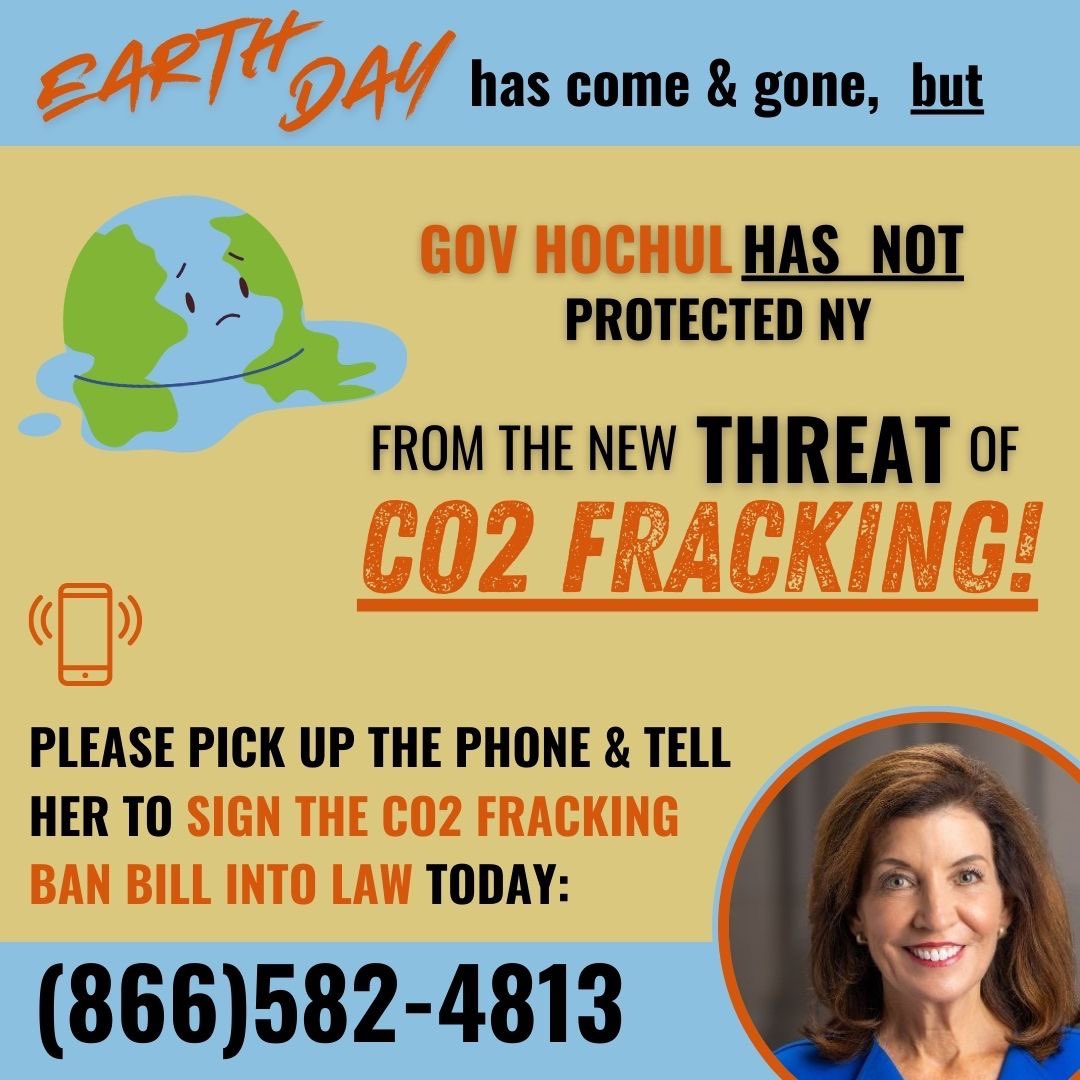 EARTH DAY has come & gone, but
GOV HOCHUL HAS NOT
PROTECTED NY
FROM THE NEW THREAT OF
CO2 FRACKING!
PLEASE PICK UP THE PHONE & TELL
HER TO SIGN THE CO2 FRACKING
BAN BILL INTO LAW TODAY:
(866)582-4813